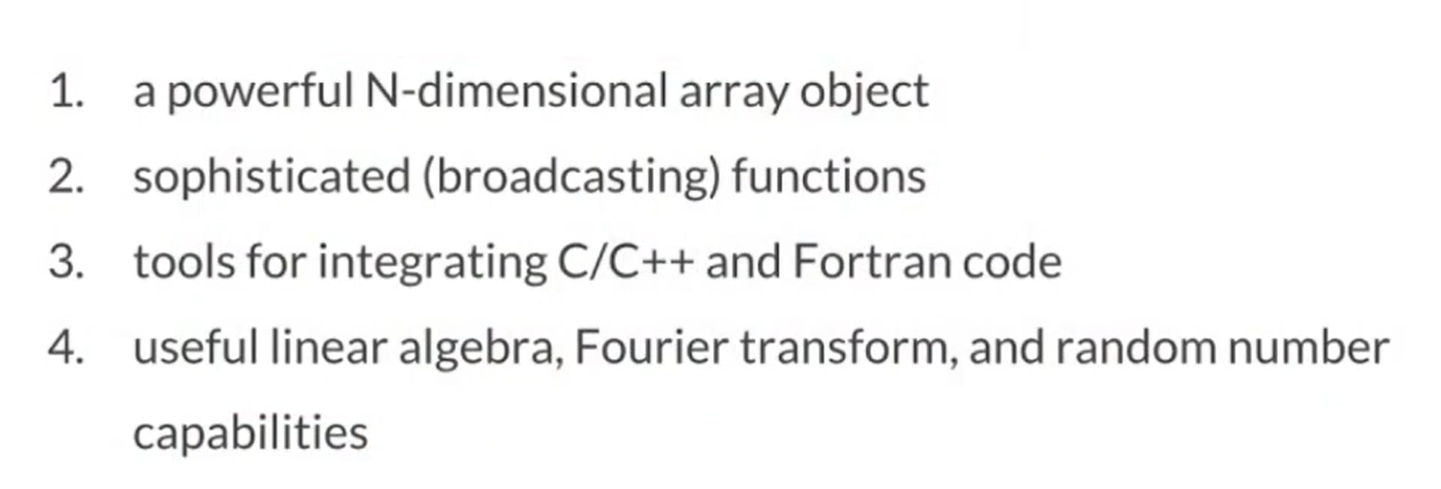 1. a powerful N-dimensional array object
2. sophisticated (broadcasting) functions
3. tools for integrating C/C++ and Fortran code
4. useful linear algebra, Fourier transform, and random number
capabilities